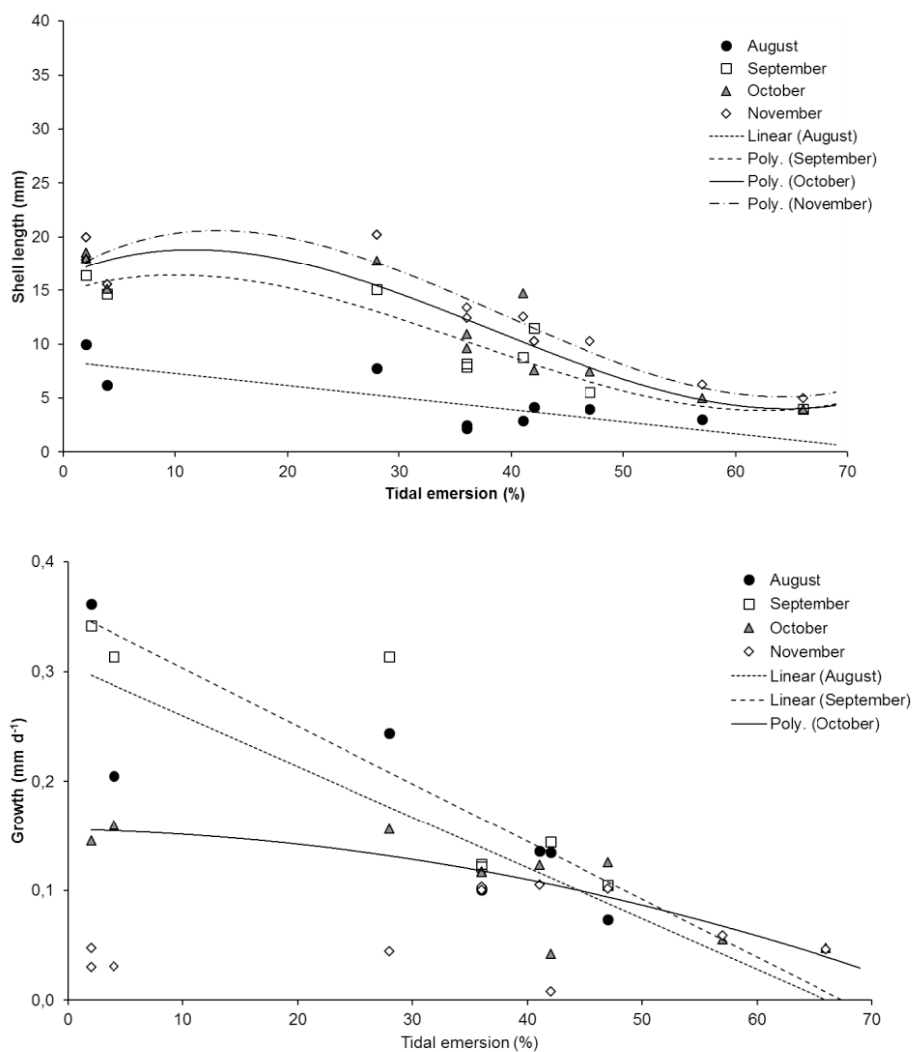 40
35
30
25
20
15
10
5
0
Shell length (mm)
0 10 20 30 40 50 60 70
Tidal emersion (%)
August
September
October
November
Linear (August)
Poly. (September)
Poly. (October)
Poly. (November)
0,4
0,3
0,2
0,1
0,0
Growth (mm d-1)
0 10 20 30 40 50 60 70
Tidal emersion (%)
August
September
October
November
Linear (August)
Linear (September)
Poly. (October)